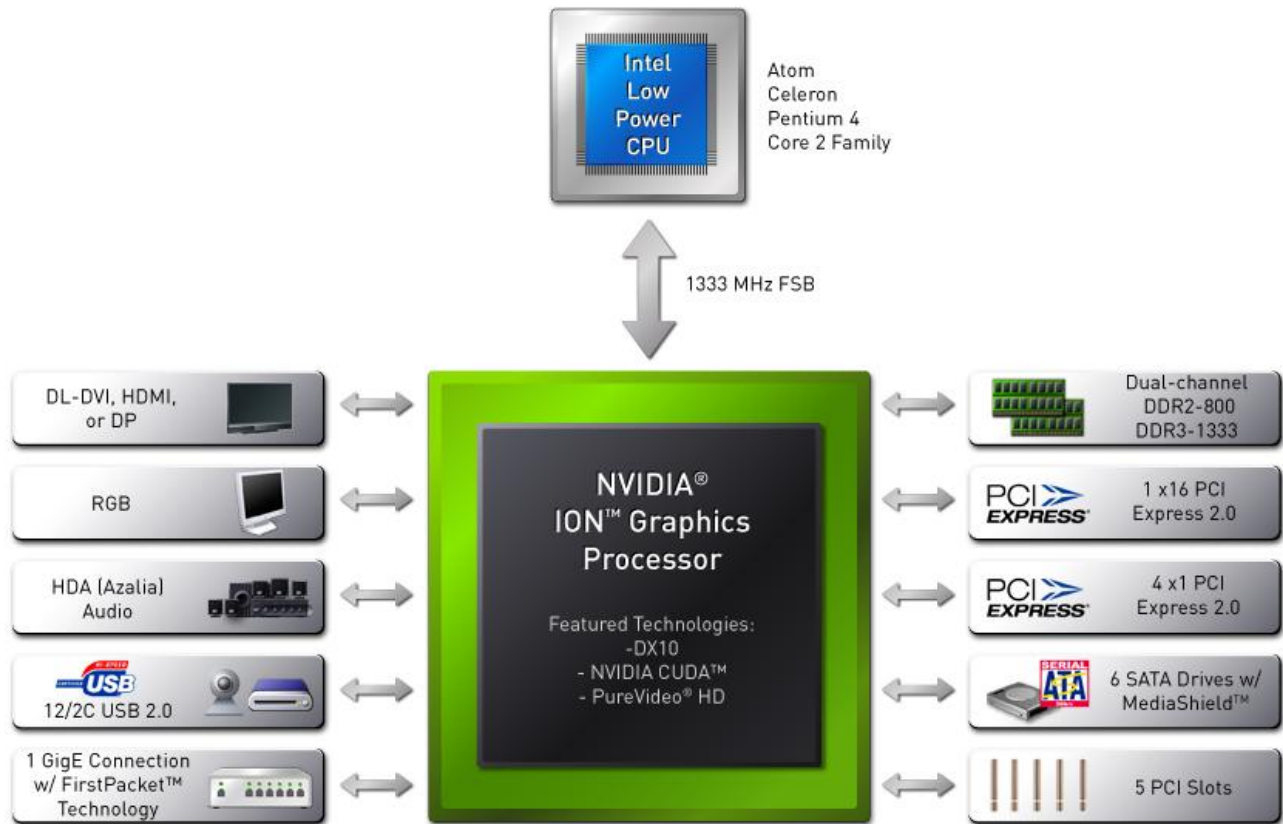 Intel
Low
Power
CPU
Atom
Celeron
Pentium 4
Core 2 Family
1333 MHz FSB
DL-DVI, HDMI,
or DP
RGB
HDA (Azalia)
Audio
HI-SPEED
CERTIFIED
USB
12/2C USB 2.0
1 GigE Connection
w/ FirstPacket™
Technology
NVIDIA®
ION™ Graphics
Processor
Featured Technologies:
-DX10
- NVIDIA CUDA™
- PureVideo® HD
Dual-channel
DDR2-800
DDR3-1333
PCI
EXPRESS®
1 x16 PCI
Express 2.0
PCI
EXPRESS®
4 x1 PCI
Express 2.0
SERIAL
ATA
6 SATA Drives w/
MediaShield™
5 PCI Slots